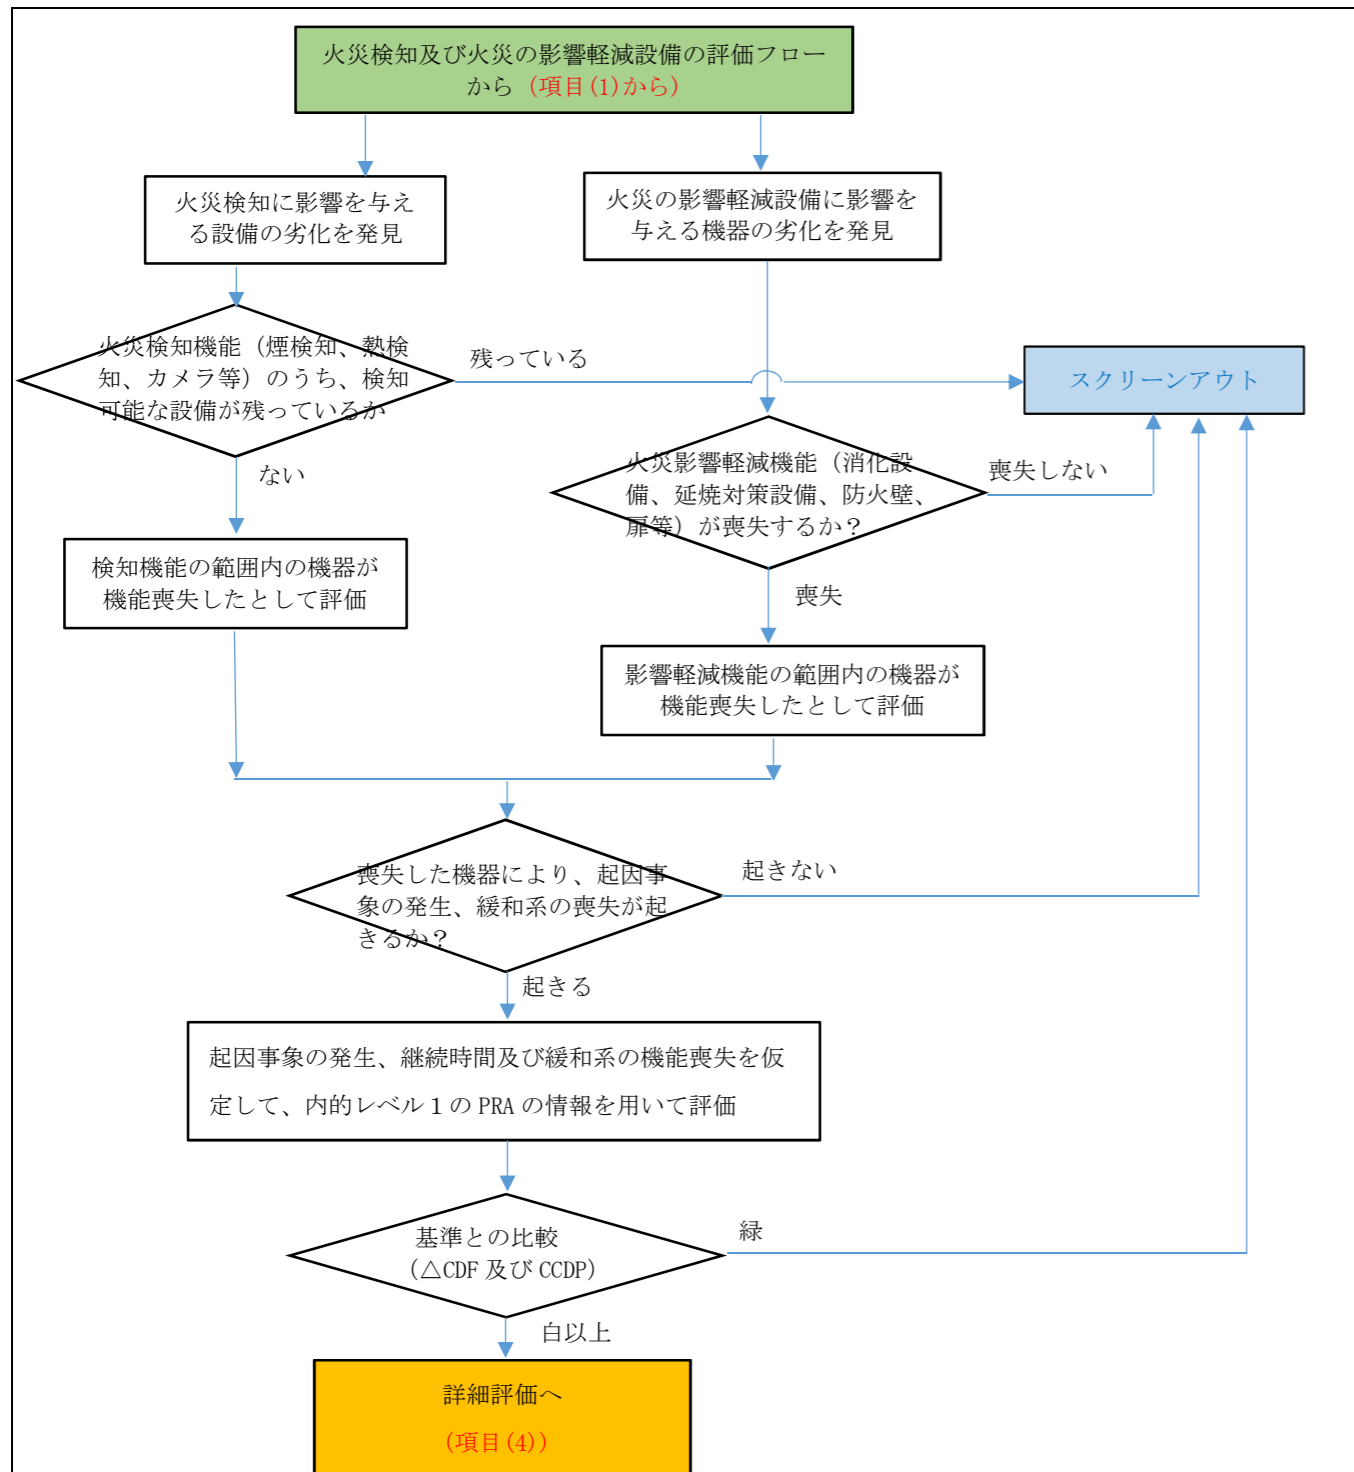 火災検知及び火災の影響軽減設備の評価フロー
から（項目(1)から）
火災検知に影響を与え
る設備の劣化を発見
火災の影響軽減設備に影響を
与える機器の劣化を発見
火災検知機能（煙検知、熱検
知、カメラ等）のうち、検知
可能な設備が残っているか
残っている
スクリーンアウト
ない
火災影響軽減機能（消化設
備、延焼対策設備、防火壁、
扉等）が喪失するか？
喪失しない
検知機能の範囲内の機器が
機能喪失したとして評価
喪失
影響軽減機能の範囲内の機器が
機能喪失したとして評価
喪失した機器により、起因事
象の発生、緩和系の喪失が起
きるか？
起きない
起きる
起因事象の発生、継続時間及び緩和系の機能喪失を仮
定して、内的レベル１の PRA の情報を用いて評価
基準との比較
（△CDF 及び CCDP）
緑
白以上
詳細評価へ
（項目(4)）